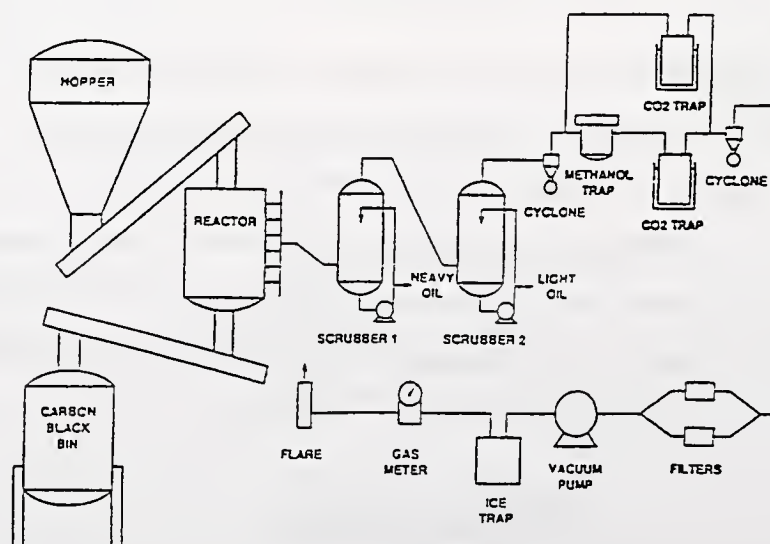 HOPPER
REACTOR
CARBON
BLACK
BIN
SCRUBBER 1
HEAVY
OIL
SCRUBBER 2
LIGHT
OIL
CYCLONE
METHANOL
TRAP
CO2 TRAP
CO2 TRAP
CYCLONE
FLARE
GAS
METER
ICE
TRAP
VACUUM
PUMP
FILTERS